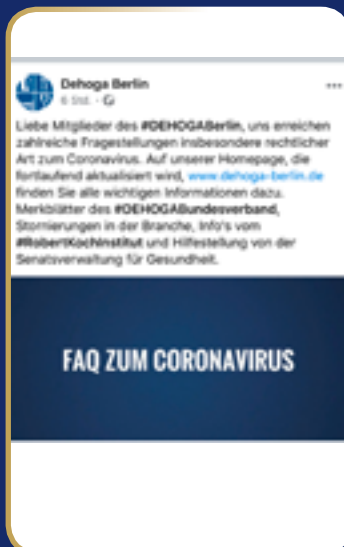 Dehoga Berlin
6 Std.
Liebe Mitglieder des #DEHOGABerlin, uns erreichen
zahlreiche Fragestellungen insbesondere rechtlicher
Art zum Coronavirus. Auf unserer Homepage, die
fortlaufend aktualisiert wird, www.dehoga-berlin.de
finden Sie alle wichtigen Informationen dazu.
Merkblätter des #DEHOGABundesverband,
Stornierungen in der Branche, Info's vom
#RobertKochInstitut und Hilfestellung von der
Senatsverwaltung für Gesundheit.
FAQ ZUM CORONAVIRUS